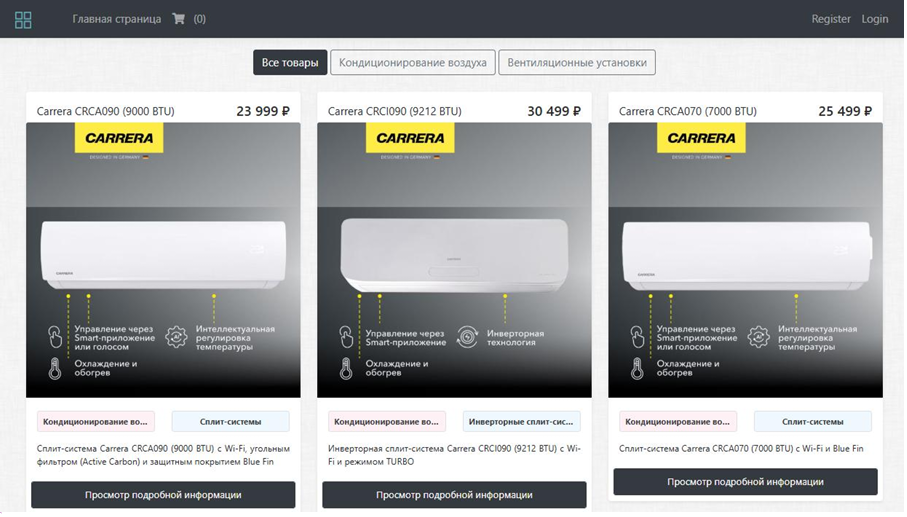 Главная страница (0) Register Login
Все товары Кондиционирование воздуха Вентиляционные установки
Carrera CRCA090 (9000 BTU) 23 999 ₽
CARRERA
DESIGNED IN GERMANY
CARRERA
Управление через
Smart-приложение
или голосом
Интеллектуальная
регулировка
температуры
Охлаждение и
обогрев
Кондиционирование во... Сплит-системы
Сплит-система Carrera CRCA090 (9000 BTU) с Wi-Fi, угольным
фильтром (Active Carbon) и защитным покрытием Blue Fin
Просмотр подробной информации
Carrera CRCI090 (9212 BTU) 30 499 ₽
CARRERA
DESIGNED IN GERMANY
CARRERA
Управление через
Smart-приложение
Инверторная
технология
Охлаждение и
обогрев
Кондиционирование во... Инверторные сплит-сис...
Инверторная сплит-система Carrera CRCI090 (9212 BTU) с Wi-
Fi и режимом TURBO
Просмотр подробной информации
Carrera CRCA070 (7000 BTU) 25 499 ₽
CARRERA
DESIGNED IN GERMANY
CARRERA
Управление через
Smart-приложение
или голосом
Интеллектуальная
регулировка
температуры
Охлаждение и
обогрев
Кондиционирование во... Сплит-системы
Сплит-система Carrera CRCA070 (7000 BTU) с Wi-Fi и Blue Fin
Просмотр подробной информации